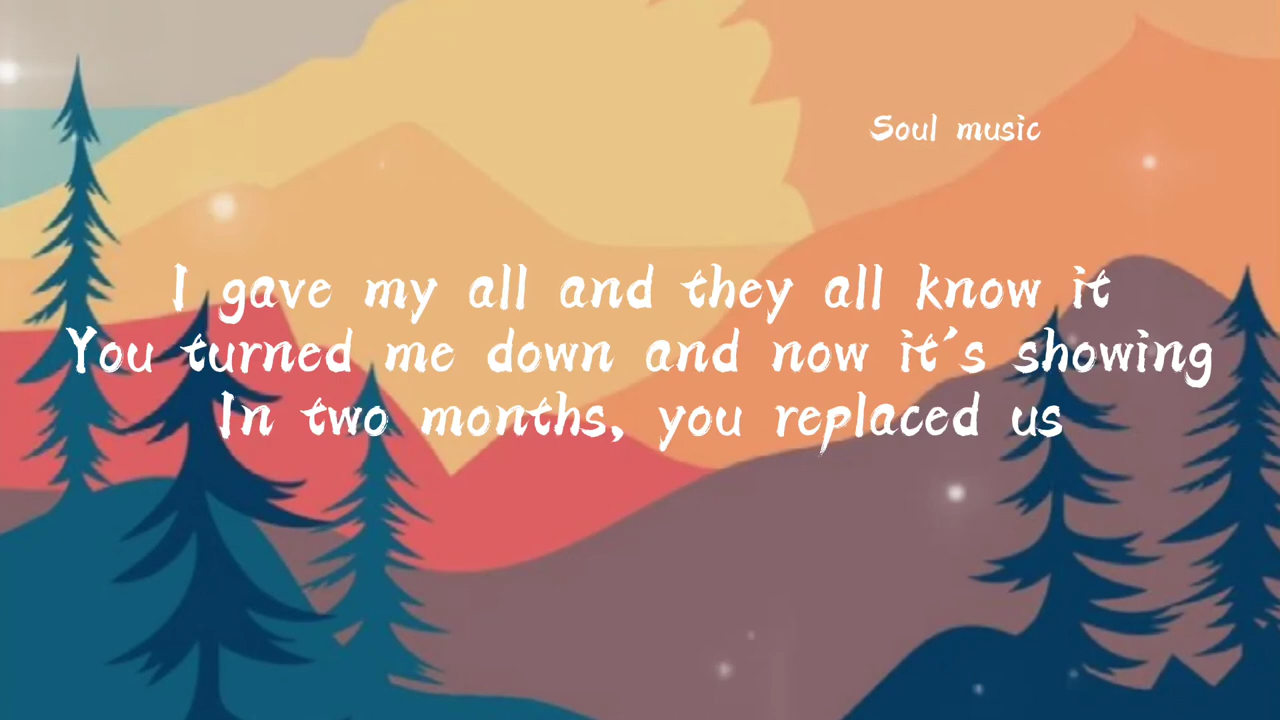 Soul music
I gave my all and they all know it
You turned me down and now it's showing
In two months, you replaced us